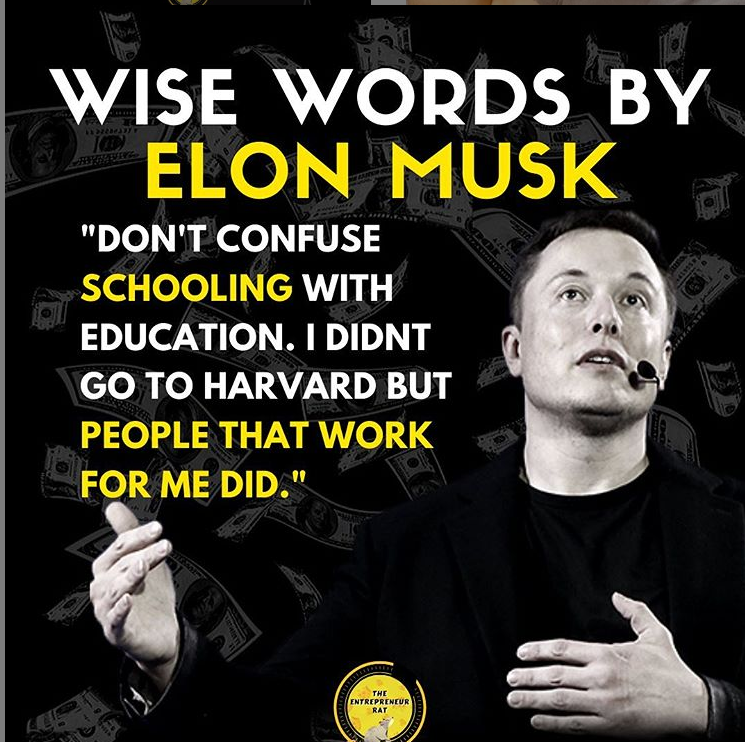 WISE WORDS BY
ELON MUSK
"DON'T CONFUSE
SCHOOLING WITH
EDUCATION. I DIDNT
GO TO HARVARD BUT
PEOPLE THAT WORK
FOR ME DID."
THE
ENTREPRENEUR
RAT